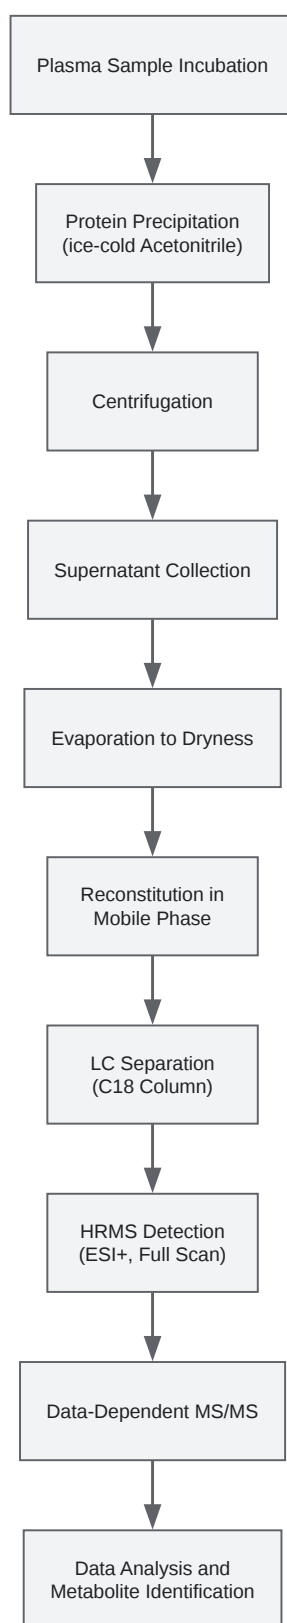 Plasma Sample Incubation
Protein Precipitation
(ice-cold Acetonitrile)
Centrifugation
Supernatant Collection
Evaporation to Dryness
Reconstitution in
Mobile Phase
LC Separation
(C18 Column)
HRMS Detection
(ESI+, Full Scan)
Data-Dependent MS/MS
Data Analysis and
Metabolite Identification